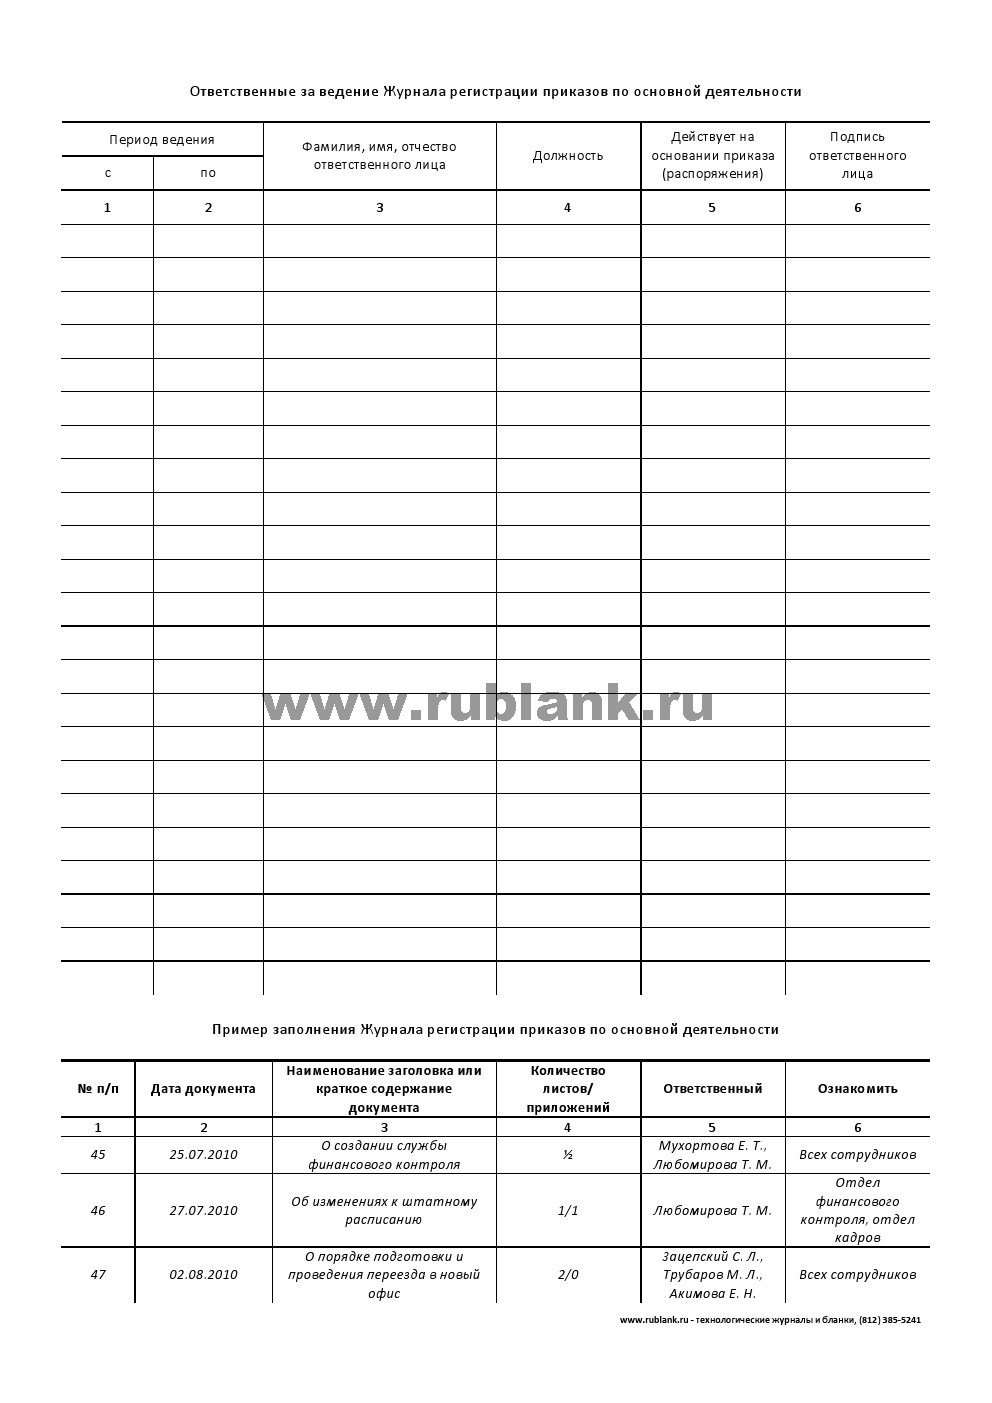 Ответственные за ведение Журнала регистрации приказов по основной деятельности
Период ведения
с
по
Фамилия, имя, отчество
ответственного лица
Должность
Действует на
основании приказа
(распоряжения)
Подпись
ответственного
лица
1 2 3 4 5 6
www.rublank.ru
Пример заполнения Журнала регистрации приказов по основной деятельности
№ п/п
Дата документа
Наименование заголовка или
краткое содержание
документа
Количество
листов/
приложений
Ответственный
Ознакомить
1 2 3 4 5 6
45
25.07.2010
О создании службы
финансового контроля
½
Мухортова Е. Т.,
Любомирова Т. М.
Всех сотрудников
46
27.07.2010
Об изменениях к штатному
расписанию
1/1
Любомирова Т. М.
Отдел
финансового
контроля, отдел
кадров
47
02.08.2010
О порядке подготовки и
проведения переезда в новый
офис
2/0
Зацепский С. Л.,
Трубаров М. Л.,
Акимова Е. Н.
Всех сотрудников
www.rublank.ru - технологические журналы и бланки, (812) 385-5241